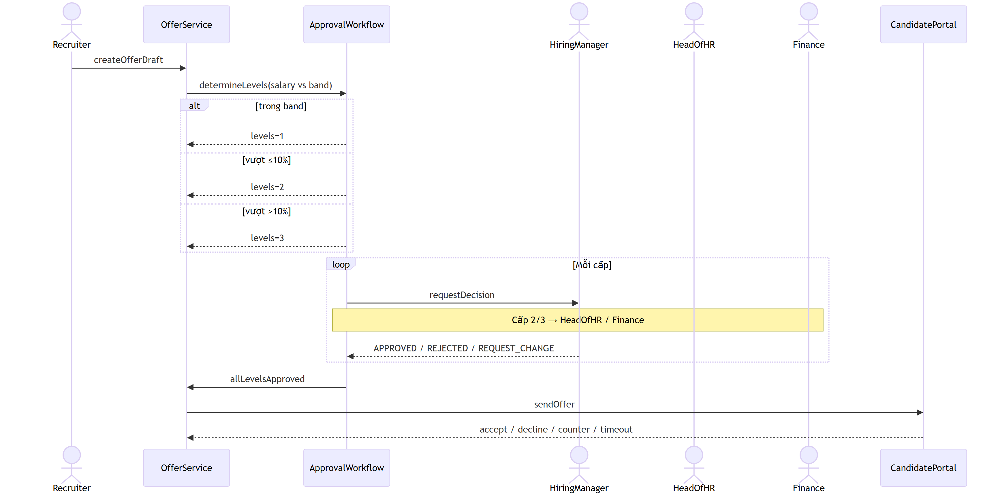 Recruiter
OfferService
ApprovalWorkflow
HiringManager
HeadOfHR
Finance
CandidatePortal
createOfferDraft
determineLevels(salary vs band)
alt
[trong band]
levels=1
[vượt ≤10%]
levels=2
[vượt >10%]
levels=3
loop
[Mỗi cấp]
requestDecision
Cấp 2/3 → HeadOfHR / Finance
APPROVED / REJECTED / REQUEST_CHANGE
allLevelsApproved
sendOffer
accept / decline / counter / timeout
Recruiter
OfferService
ApprovalWorkflow
HiringManager
HeadOfHR
Finance
CandidatePortal